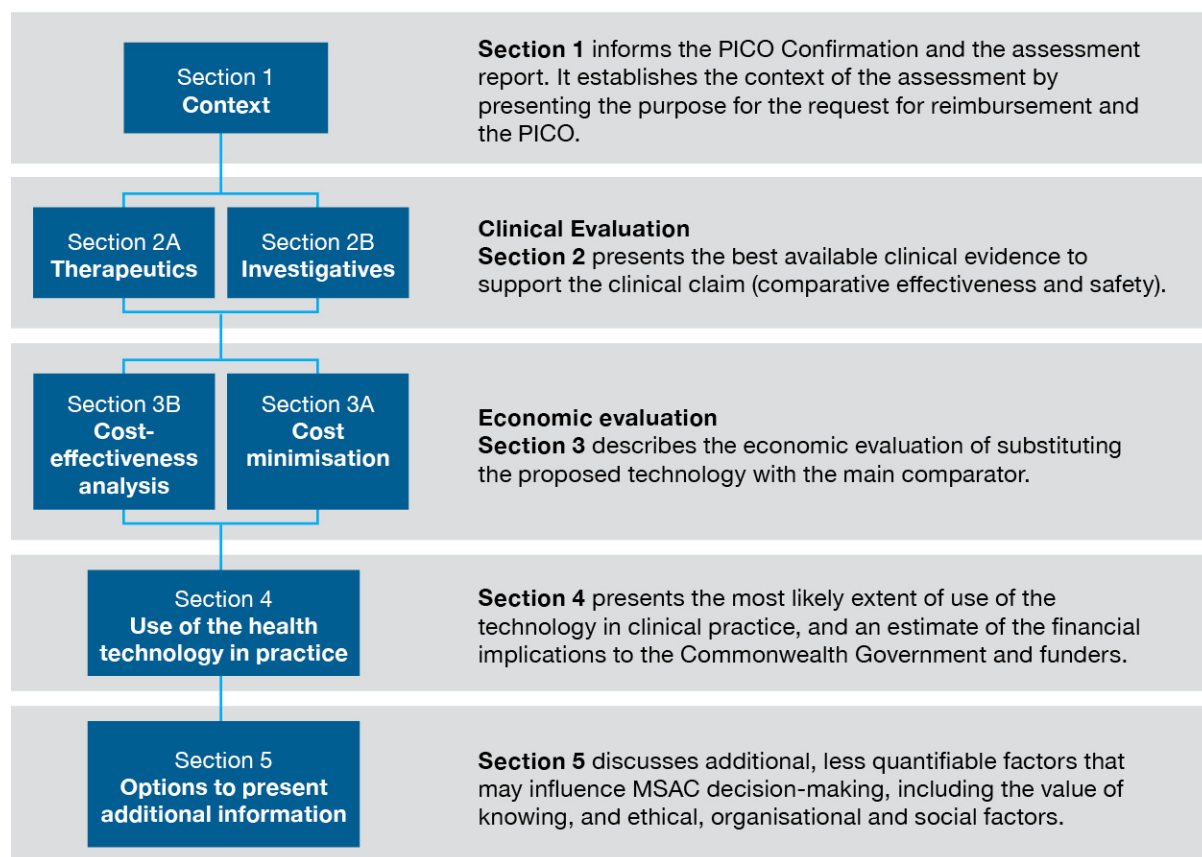 Section 1
Context
Section 1 informs the PICO Confirmation and the assessment
report. It establishes the context of the assessment by
presenting the purpose for the request for reimbursement and
the PICO.
Section 2A
Therapeutics
Section 2B
Investigatives
Clinical Evaluation
Section 2 presents the best available clinical evidence to
support the clinical claim (comparative effectiveness and safety).
Section 3B
Cost-
effectiveness
analysis
Section 3A
Cost
minimisation
Economic evaluation
Section 3 describes the economic evaluation of substituting
the proposed technology with the main comparator.
Section 4
Use of the health
technology in practice
Section 4 presents the most likely extent of use of the
technology in clinical practice, and an estimate of the financial
implications to the Commonwealth Government and funders.
Section 5
Options to present
additional information
Section 5 discusses additional, less quantifiable factors that
may influence MSAC decision-making, including the value of
knowing, and ethical, organisational and social factors.